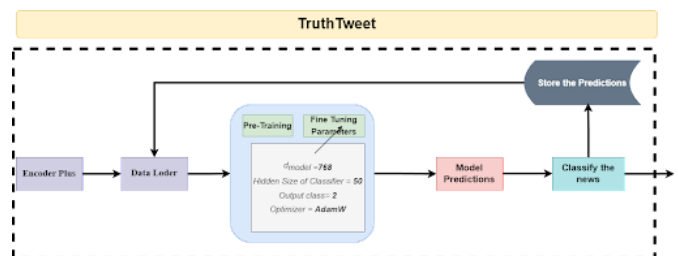 TruthTweet
Store the Predictions
Pre-Training
Fine Tuning
Parameters
Encoder Plus
Data Loder
dmodel =768
Hidden Size of Classifier = 50
Output class= 2
Optimizer = AdamW
Model
Predictions
Classify the
news